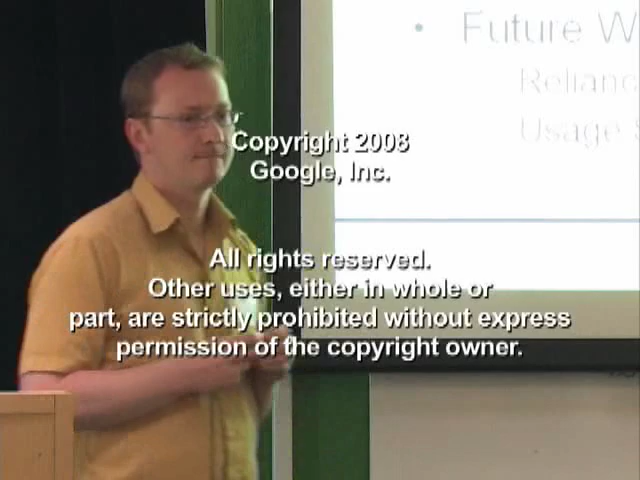 • Future W
Relianc
Usage
Copyright 2008
Google, Inc.
All rights reserved.
Other uses, either in whole or
part, are strictly prohibited without express
permission of the copyright owner.